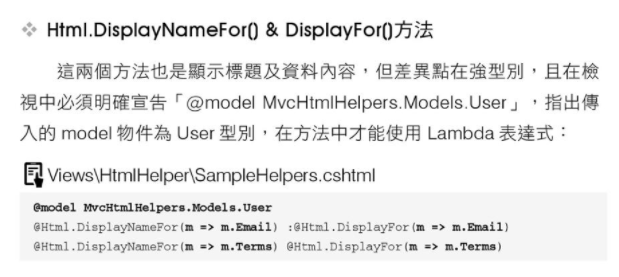 ❖ Html.DisplayNameFor() & DisplayFor()方法
這兩個方法也是顯示標題及資料內容，但差異點在強型別，且在檢
視中必須明確宣告「@model MvcHtmlHelpers.Models.User」，指出傳
入的 model 物件為 User 型別，在方法中才能使用 Lambda 表達式：
Views\HtmlHelper\SampleHelpers.cshtml
@model MvcHtmlHelpers.Models.User
@Html.DisplayNameFor(m => m.Email) :@Html.DisplayFor(m => m.Email)
@Html.DisplayNameFor(m => m.Terms) @Html.DisplayFor(m => m.Terms)